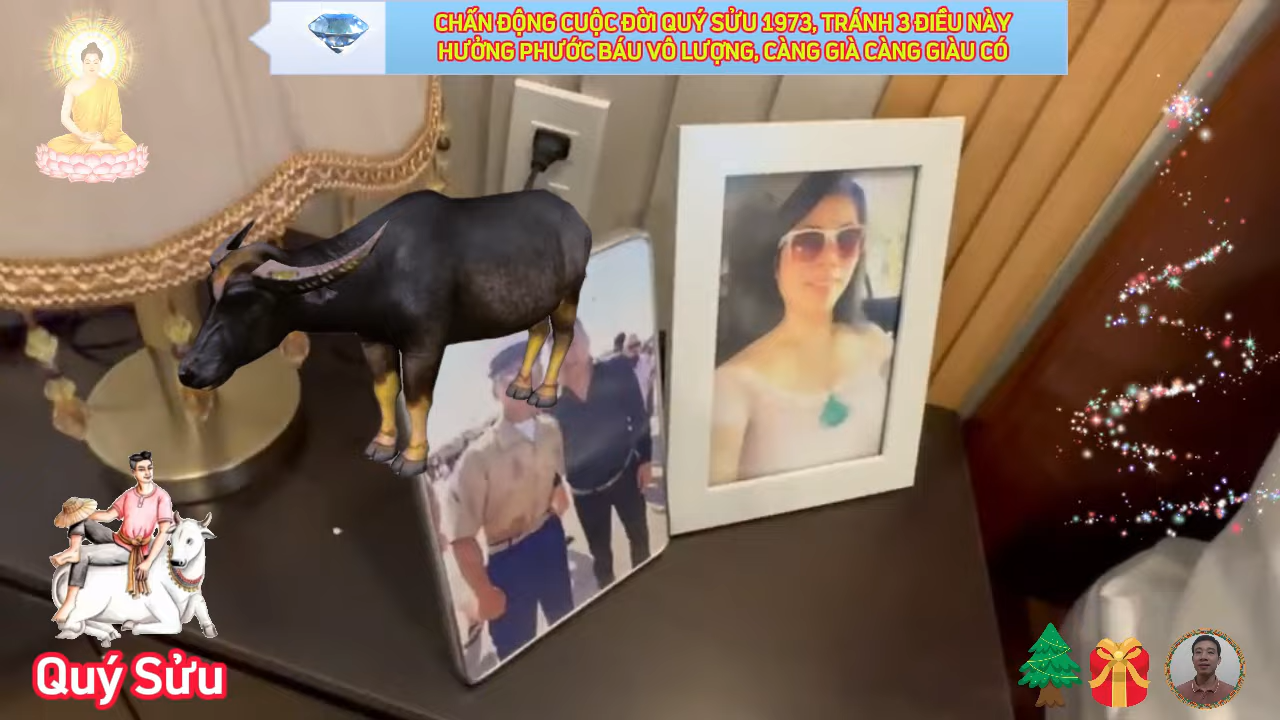 CHẤN ĐỘNG CUỘC ĐỜI QUÝ SỬU 1973, TRÁNH 3 ĐIỀU NÀY
HƯỞNG PHƯỚC BÁU VÔ LƯỢNG, CÀNG GIÀ CÀNG GIÀU CÓ
Quý Sửu